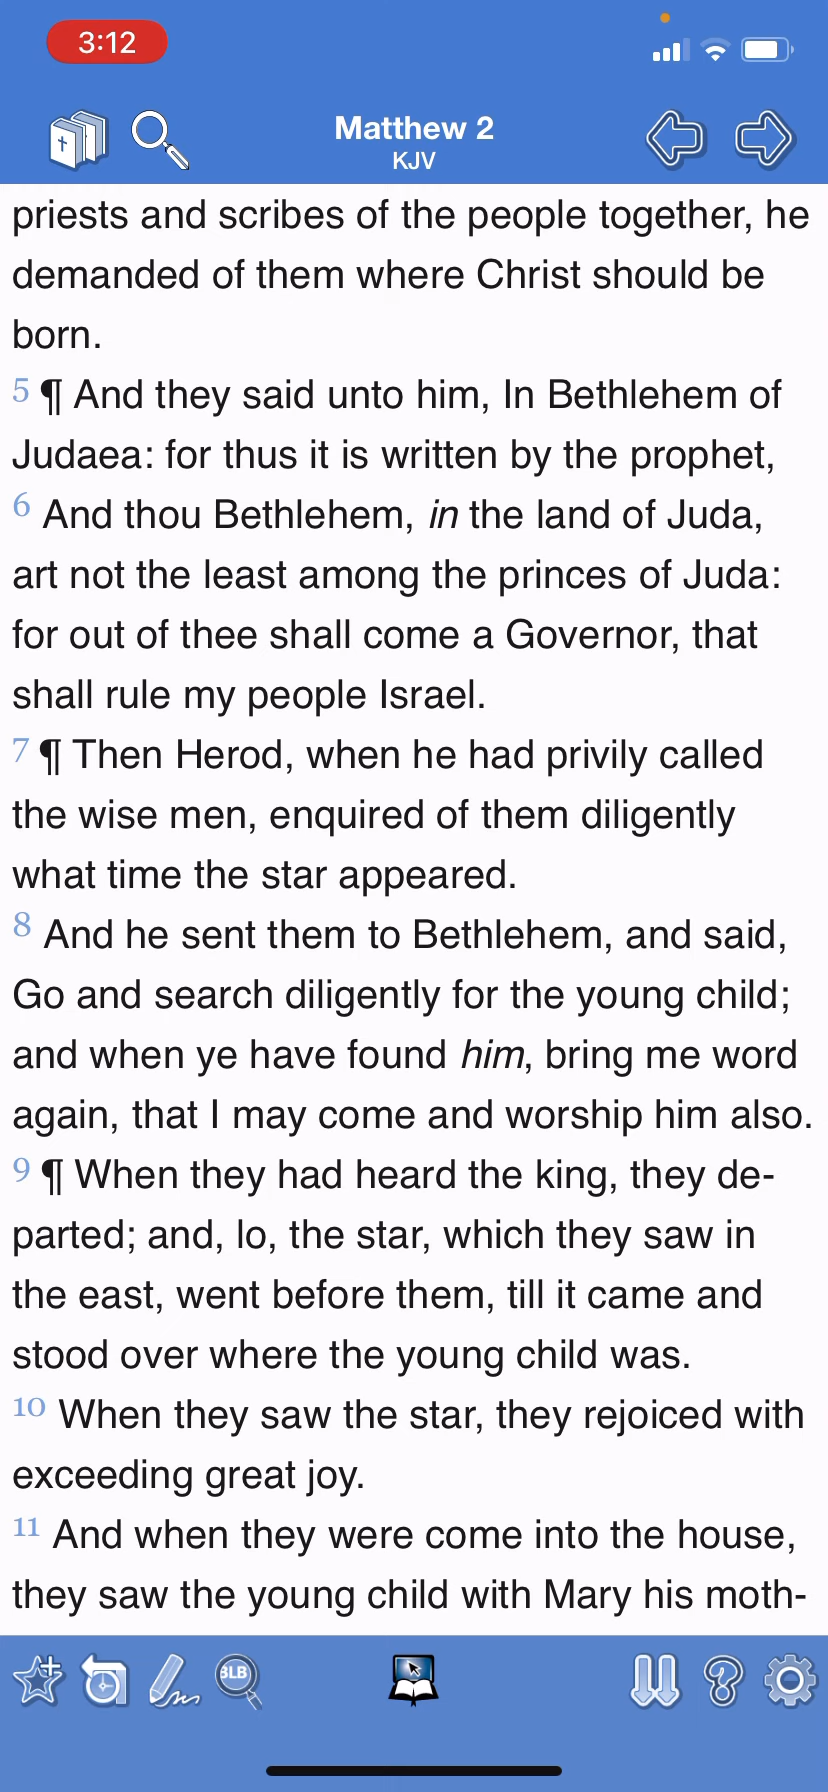 3:12
Matthew 2
KJV
priests and scribes of the people together, he
demanded of them where Christ should be
born.
5 ¶ And they said unto him, In Bethlehem of
Judaea: for thus it is written by the prophet,
6 And thou Bethlehem, in the land of Juda,
art not the least among the princes of Juda:
for out of thee shall come a Governor, that
shall rule my people Israel.
7 ¶ Then Herod, when he had privily called
the wise men, enquired of them diligently
what time the star appeared.
8 And he sent them to Bethlehem, and said,
Go and search diligently for the young child;
and when ye have found him, bring me word
again, that I may come and worship him also.
9 ¶ When they had heard the king, they de-
parted; and, lo, the star, which they saw in
the east, went before them, till it came and
stood over where the young child was.
10 When they saw the star, they rejoiced with
exceeding great joy.
11 And when they were come into the house,
they saw the young child with Mary his moth-
BLB